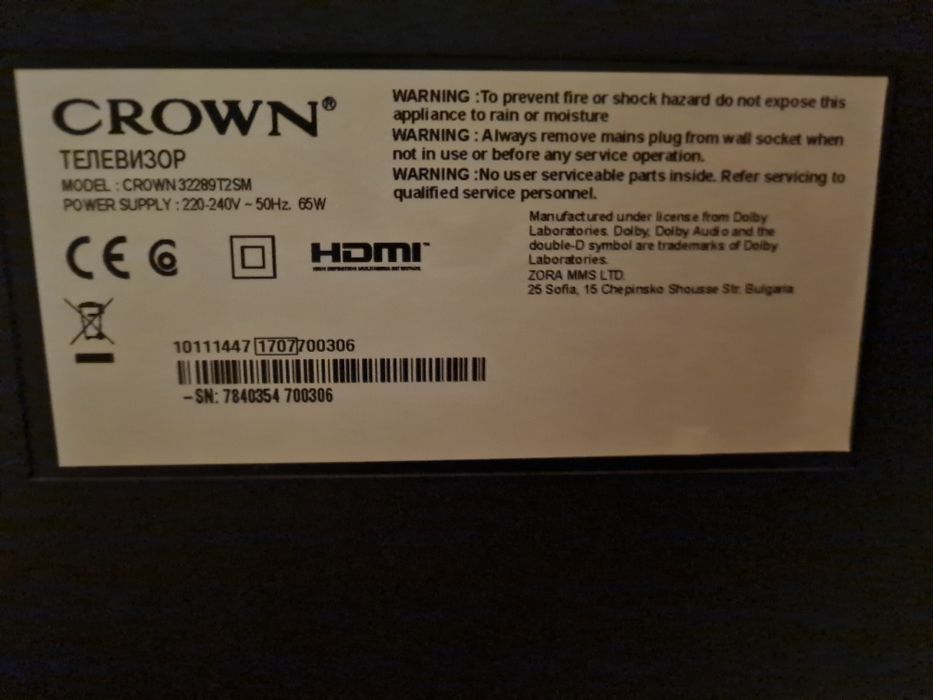 CROWN®
ТЕЛЕВИЗОР
MODEL : CROWN 32289T2SM
POWER SUPPLY : 220-240V ~ 50Hz. 65W
CE
HDMI™
WARNING :To prevent fire or shock hazard do not expose this
appliance to rain or moisture
WARNING : Always remove mains plug from wall socket when
not in use or before any service operation.
WARNING :No user serviceable parts inside. Refer servicing to
qualified service personnel.
Manufactured under license from Dolby
Laboratories. Dolby, Dolby Audio and the
double-D symbol are trademarks of Dolby
Laboratories.
ZORA MMS LTD.
25 Sofia, 15 Chepinsko Shousse Str. Bulgaria
10111447 1707 700306
–SN: 7840354 700306